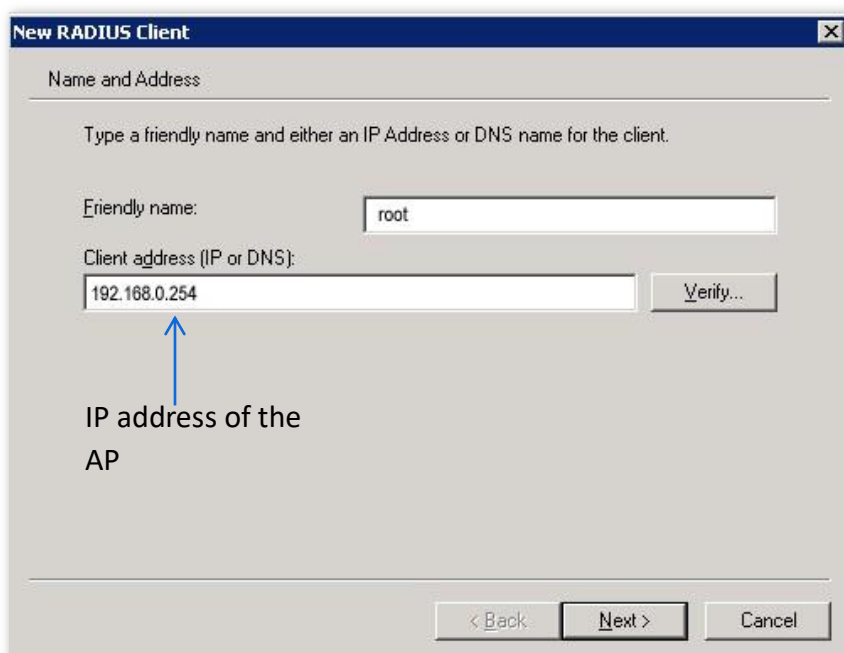 New RADIUS Client
Name and Address
Type a friendly name and either an IP Address or DNS name for the client.
Friendly name:
root
Client address (IP or DNS):
192.168.0.254
Verify...
IP address of the
AP
< Back
Next >
Cancel